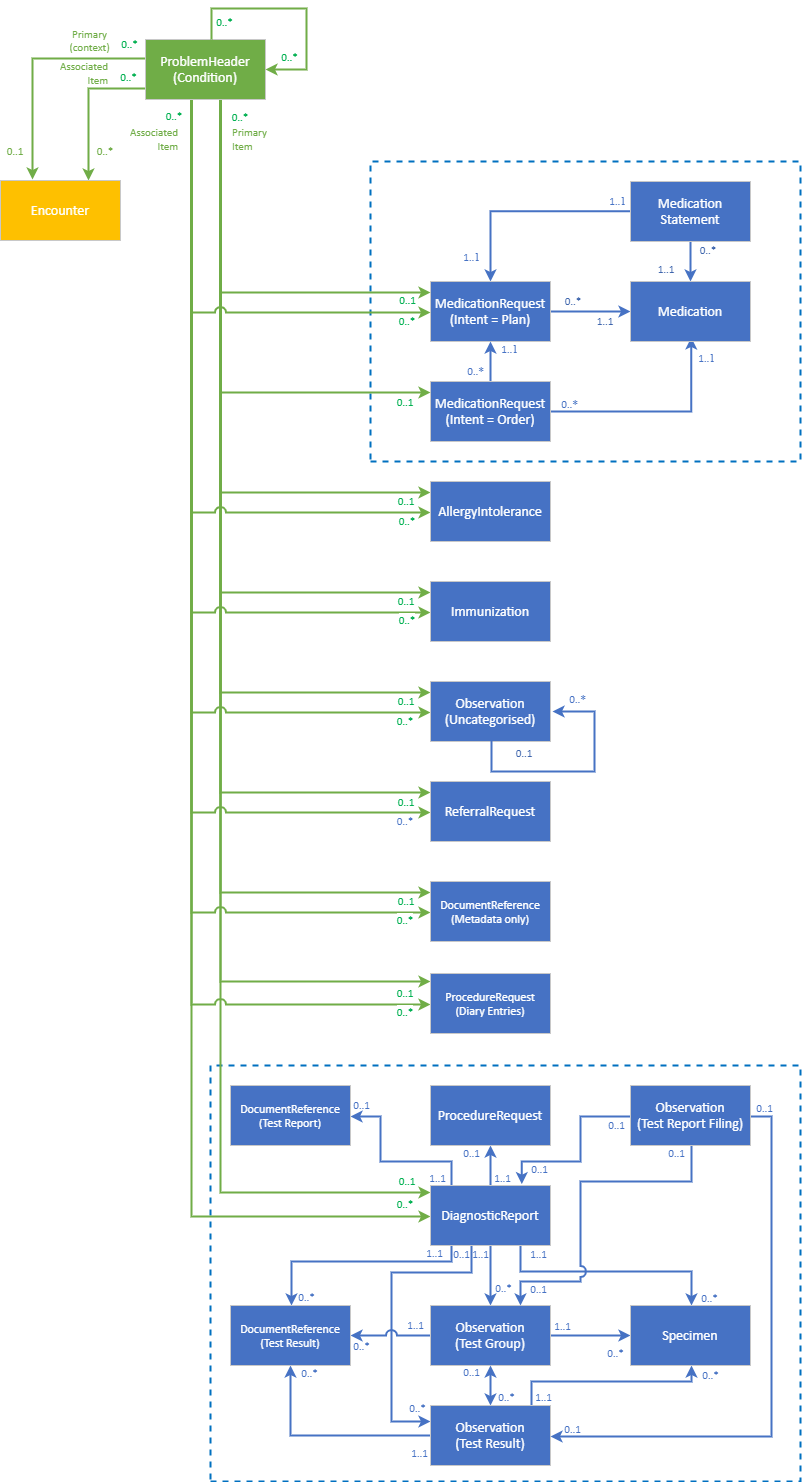 0..*
Primary
(context)
0..*
ProblemHeader
(Condition)
0..*
Associated
Item
0..*
0..*
0..*
Associated
Item
Primary
Item
0..1
0..*
Encounter
Medication
Statement
1..1
0..*
1..1
1..1
MedicationRequest
(Intent = Plan)
0..1
0..*
0..*
1..1
Medication
1..1
1..1
0..*
MedicationRequest
(Intent = Order)
0..1
0..*
AllergyIntolerance
0..1
0..*
Immunization
0..1
0..*
Observation
(Uncategorised)
0..1
0..*
0..*
0..1
ReferralRequest
0..1
0..*
DocumentReference
(Metadata only)
0..1
0..*
ProcedureRequest
(Diary Entries)
0..1
0..*
DocumentReference
(Test Report)
0..1
ProcedureRequest
Observation
(Test Report Filing)
0..1
0..1
0..1
0..1
0..1
1..1
1..1
0..1
0..*
DiagnosticReport
1..1
0..1
1..1
1..1
0..*
0..*
0..1
0..*
DocumentReference
(Test Result)
1..1
0..*
Observation
(Test Group)
1..1
0..*
Specimen
0..*
0..1
0..*
1..1
0..*
0..*
Observation
(Test Result)
0..1
1..1